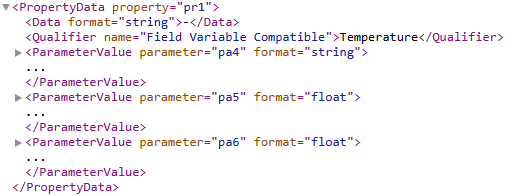 <PropertyData property="pr1">
<Data format="string">-</Data>
<Qualifier name="Field Variable Compatible">Temperature</Qualifier>
<ParameterValue parameter="pa4" format="string">
...
</ParameterValue>
<ParameterValue parameter="pa5" format="float">
...
</ParameterValue>
<ParameterValue parameter="pa6" format="float">
...
</ParameterValue>
</PropertyData>